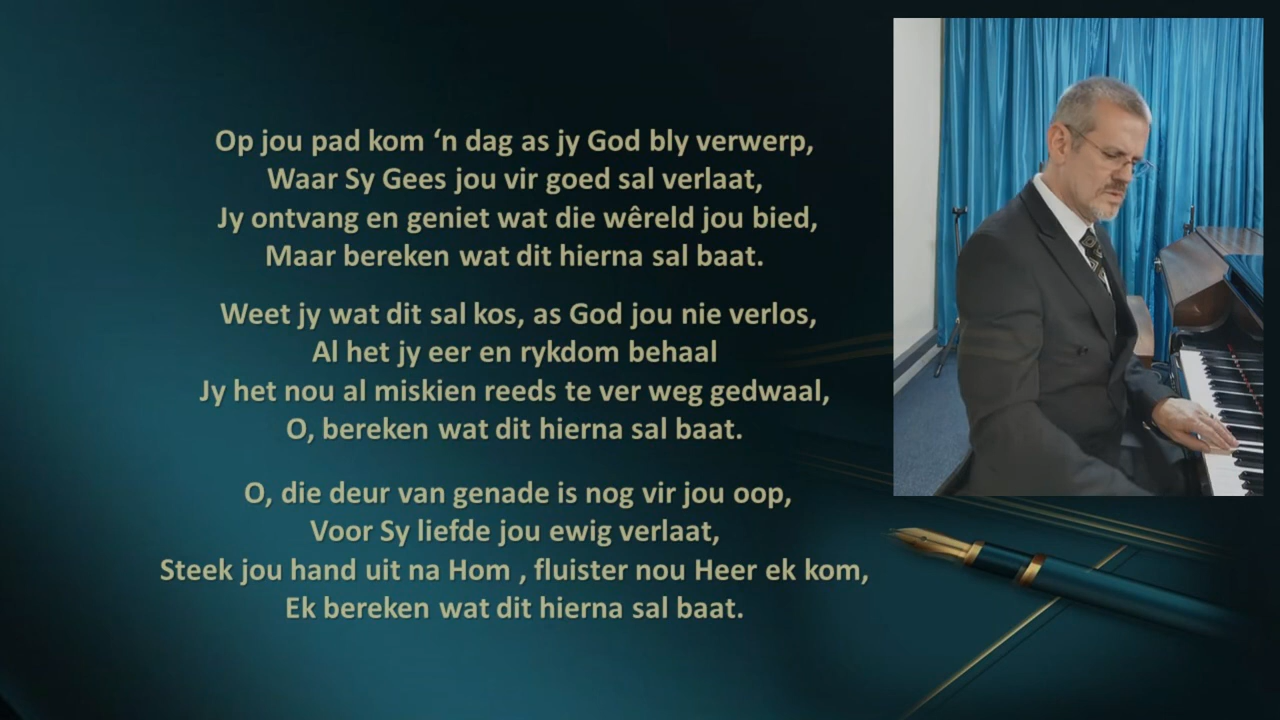 Op jou pad kom ‘n dag as jy God bly verwerp,
Waar Sy Gees jou vir goed sal verlaat,
Jy ontvang en geniet wat die wêreld jou bied,
Maar bereken wat dit hierna sal baat.
Weet jy wat dit sal kos, as God jou nie verlos,
Al het jy eer en rykdom behaal
Jy het nou al miskien reeds te ver weg gedwaal,
O, bereken wat dit hierna sal baat.
O, die deur van genade is nog vir jou oop,
Voor Sy liefde jou ewig verlaat,
Steek jou hand uit na Hom , fluister nou Heer ek kom,
Ek bereken wat dit hierna sal baat.